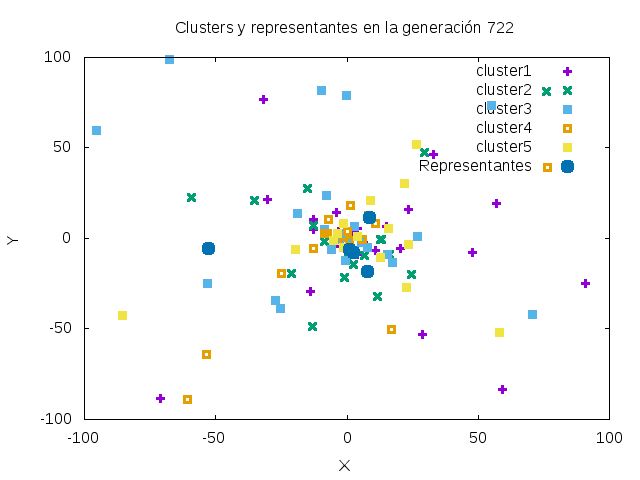 Clusters y representantes en la generación 722
cluster1
cluster2
cluster3
cluster4
cluster5
Representantes
100
50
0
-50
-100
Y
-100 -50 0 50 100
X